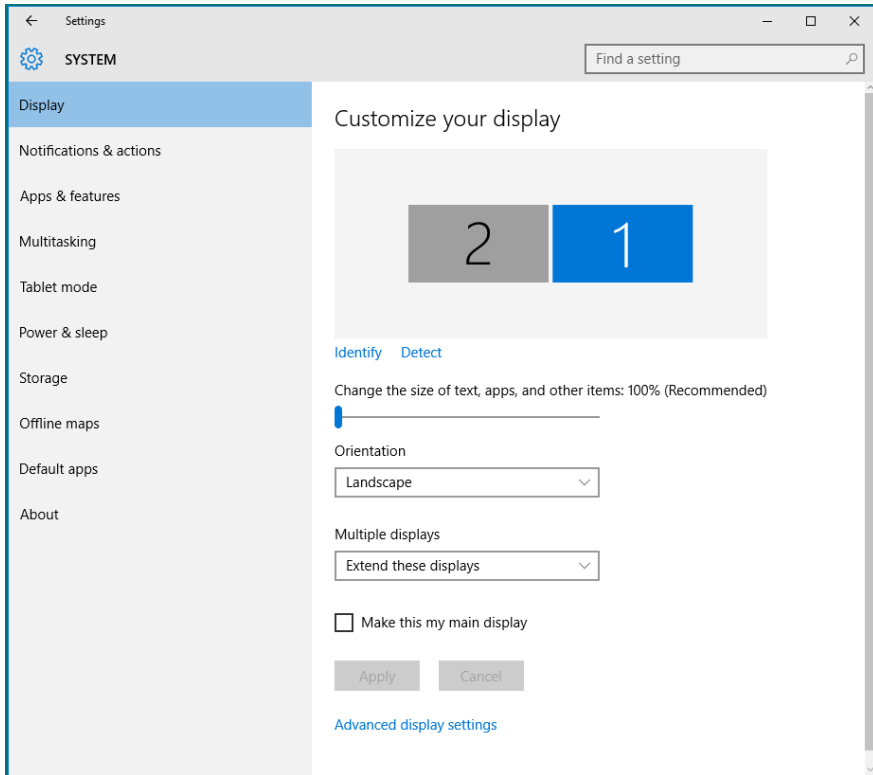 Settings
SYSTEM
Find a setting
Display
Notifications & actions
Apps & features
Multitasking
Tablet mode
Power & sleep
Storage
Offline maps
Default apps
About
Customize your display
2 1
Identify Detect
Change the size of text, apps, and other items: 100% (Recommended)
Orientation
Landscape
Multiple displays
Extend these displays
Make this my main display
Apply Cancel
Advanced display settings